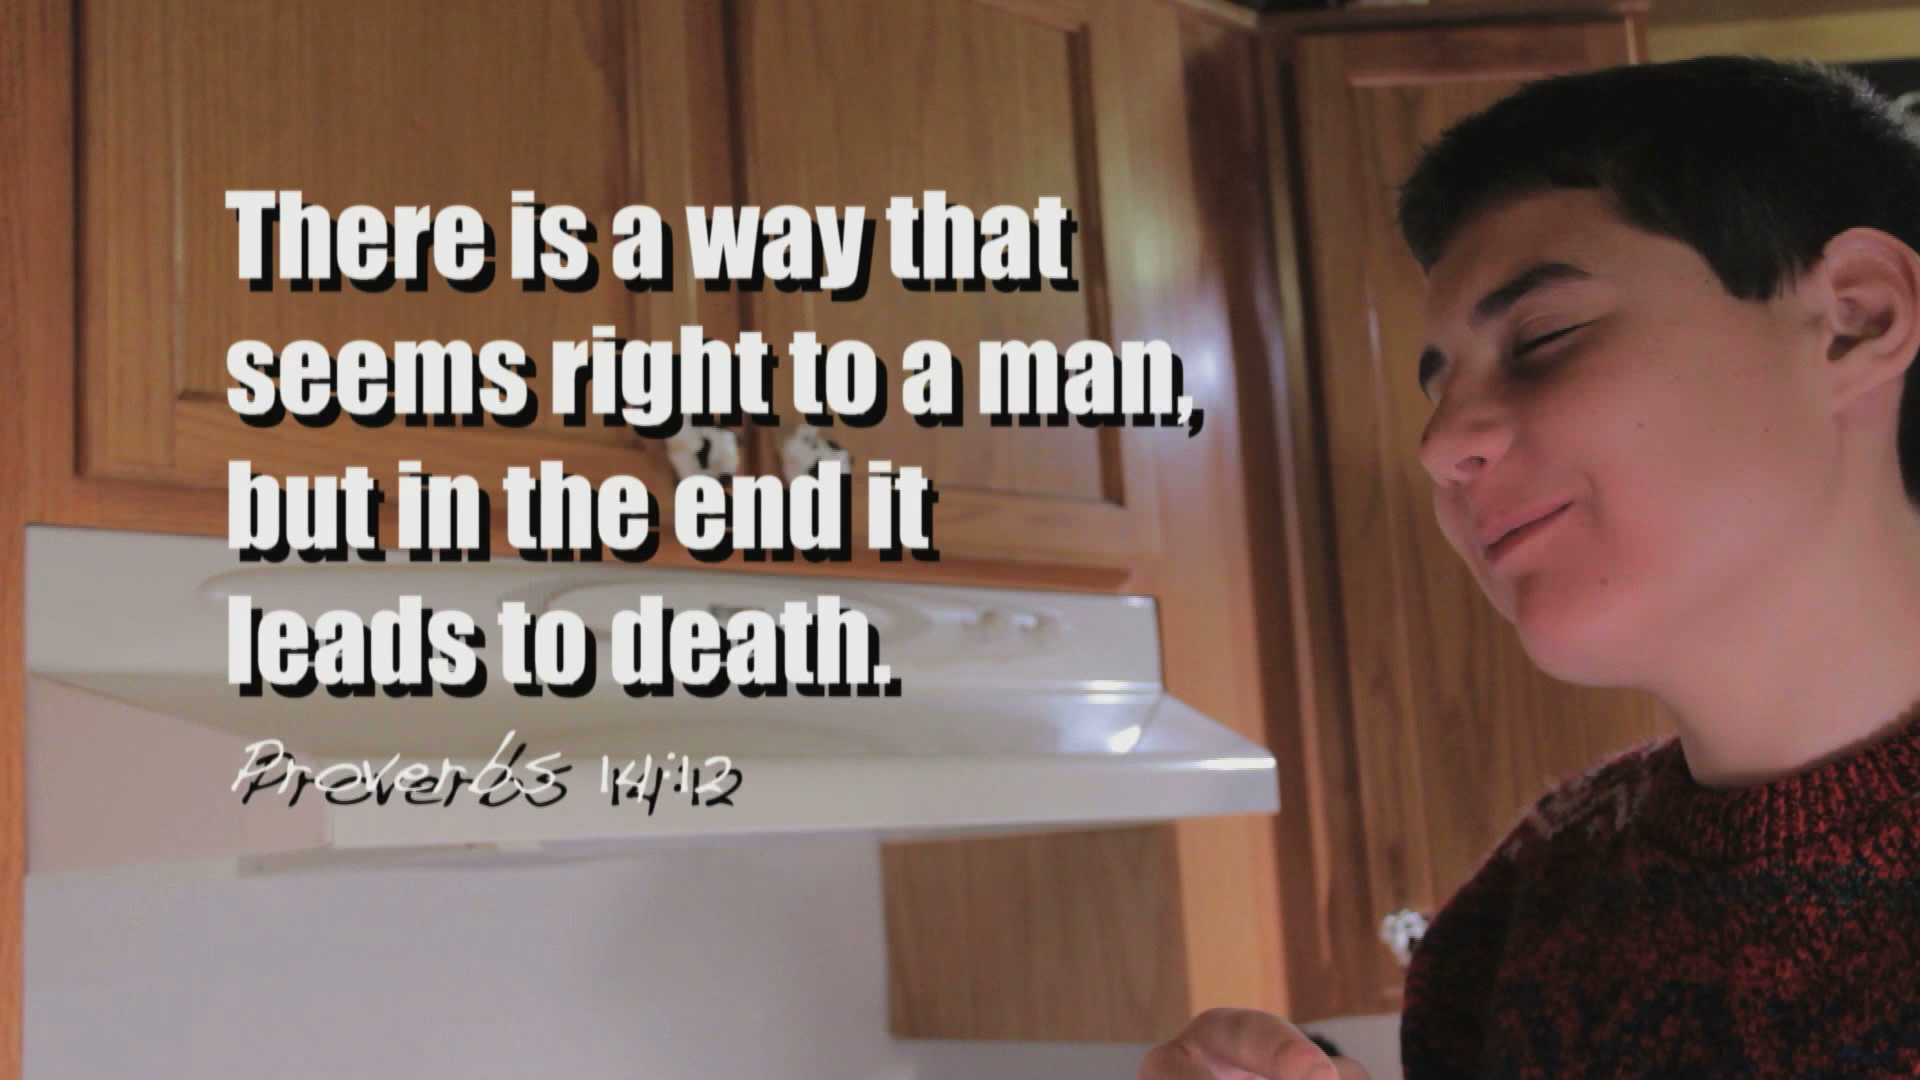 There is a way that
seems right to a man,
but in the end it
leads to death.
Proverbs 14:12